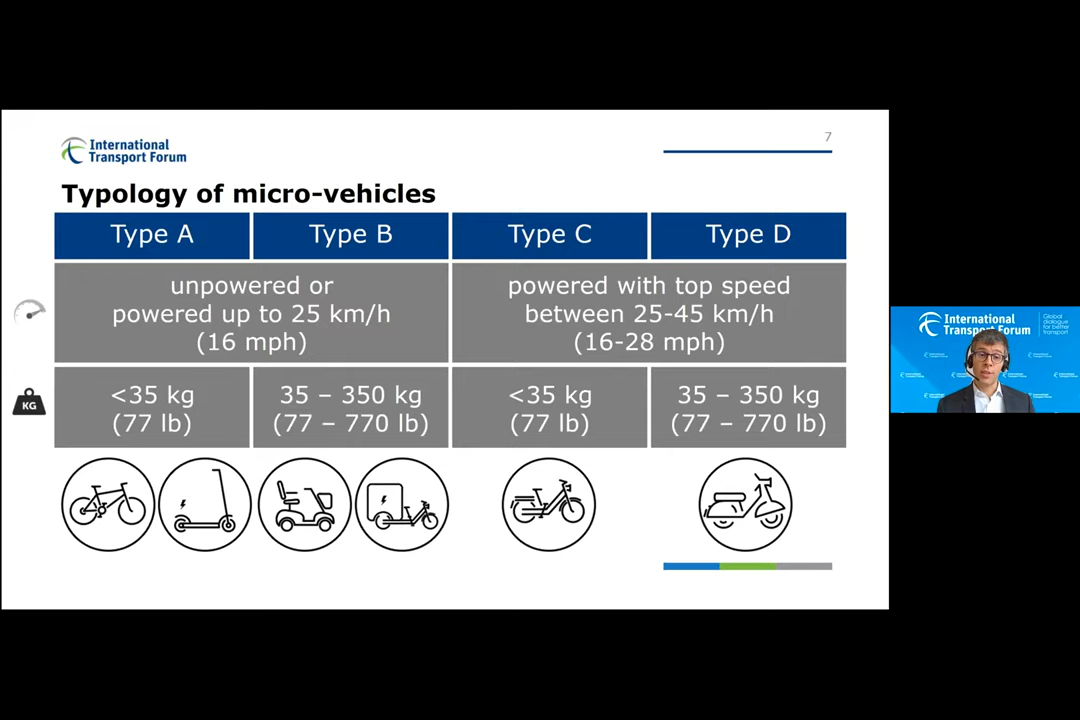 International
Transport Forum
7
Typology of micro-vehicles
Type A
Type B
Type C
Type D
unpowered or
powered up to 25 km/h
(16 mph)
powered with top speed
between 25-45 km/h
(16-28 mph)
KG
<35 kg
(77 lb)
35 – 350 kg
(77 – 770 lb)
<35 kg
(77 lb)
35 – 350 kg
(77 – 770 lb)
International
Transport Forum
Global
dialogue
for better
transport